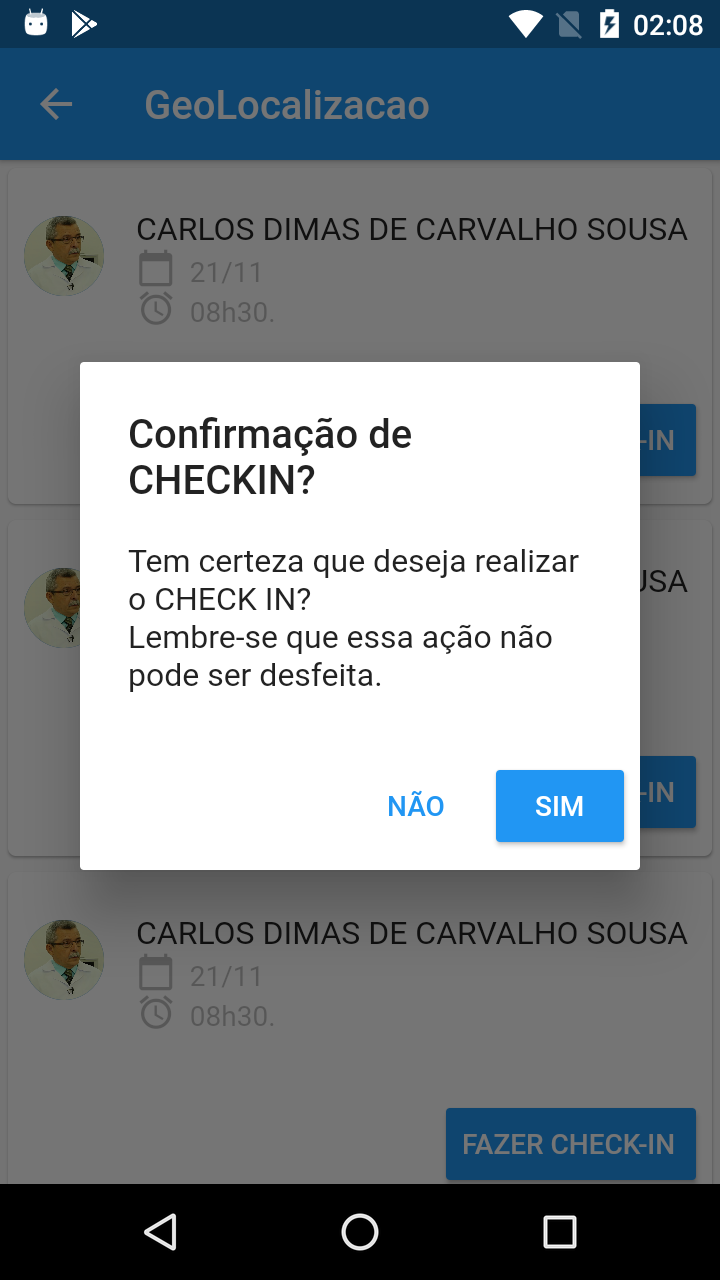 02:08
GeoLocalizacao
CARLOS DIMAS DE CARVALHO SOUSA
21/11
08h30.
-IN
Confirmação de
CHECKIN?
Tem certeza que deseja realizar
o CHECK IN?
Lembre-se que essa ação não
pode ser desfeita.
NÃO
SIM
USA
-IN
CARLOS DIMAS DE CARVALHO SOUSA
21/11
08h30.
FAZER CHECK-IN